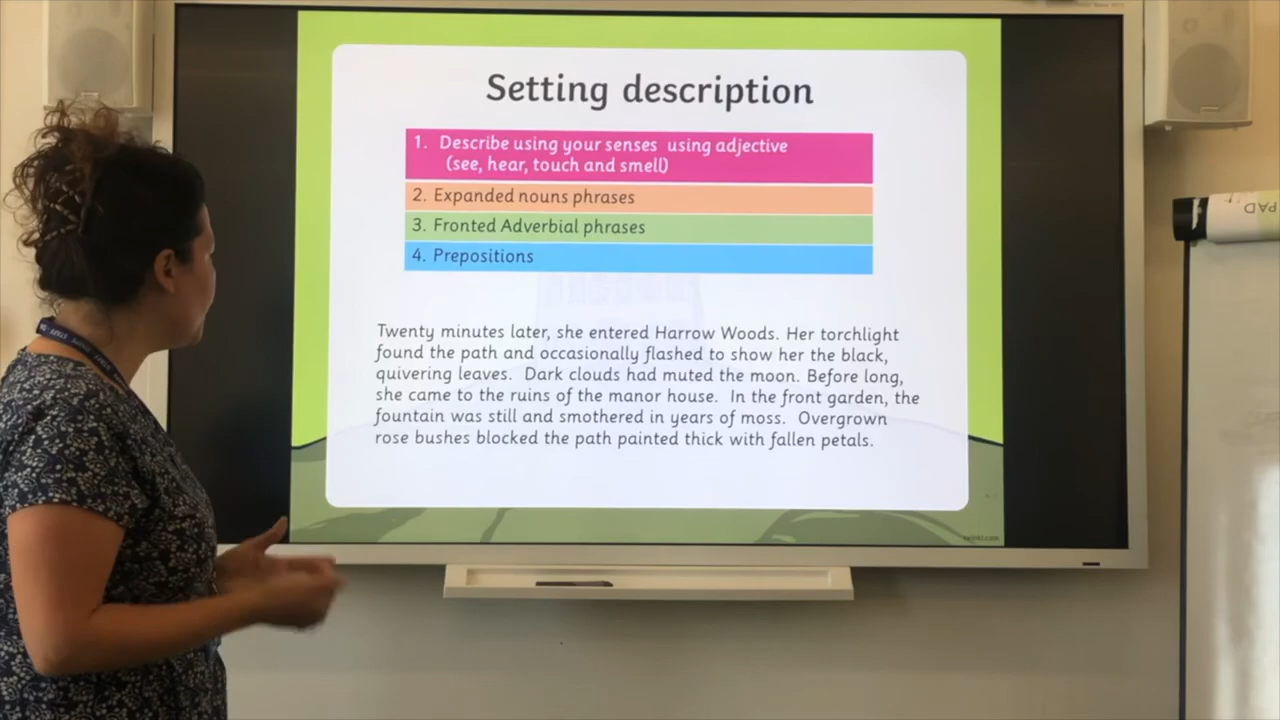 Setting description
1. Describe using your senses using adjective
(see, hear, touch and smell)
2. Expanded nouns phrases
3. Fronted Adverbial phrases
4. Prepositions
Twenty minutes later, she entered Harrow Woods. Her torchlight
found the path and occasionally flashed to show her the black,
quivering leaves. Dark clouds had muted the moon. Before long,
she came to the ruins of the manor house. In the front garden, the
fountain was still and smothered in years of moss. Overgrown
rose bushes blocked the path painted thick with fallen petals.
twinkl.com
PAD
STAFF